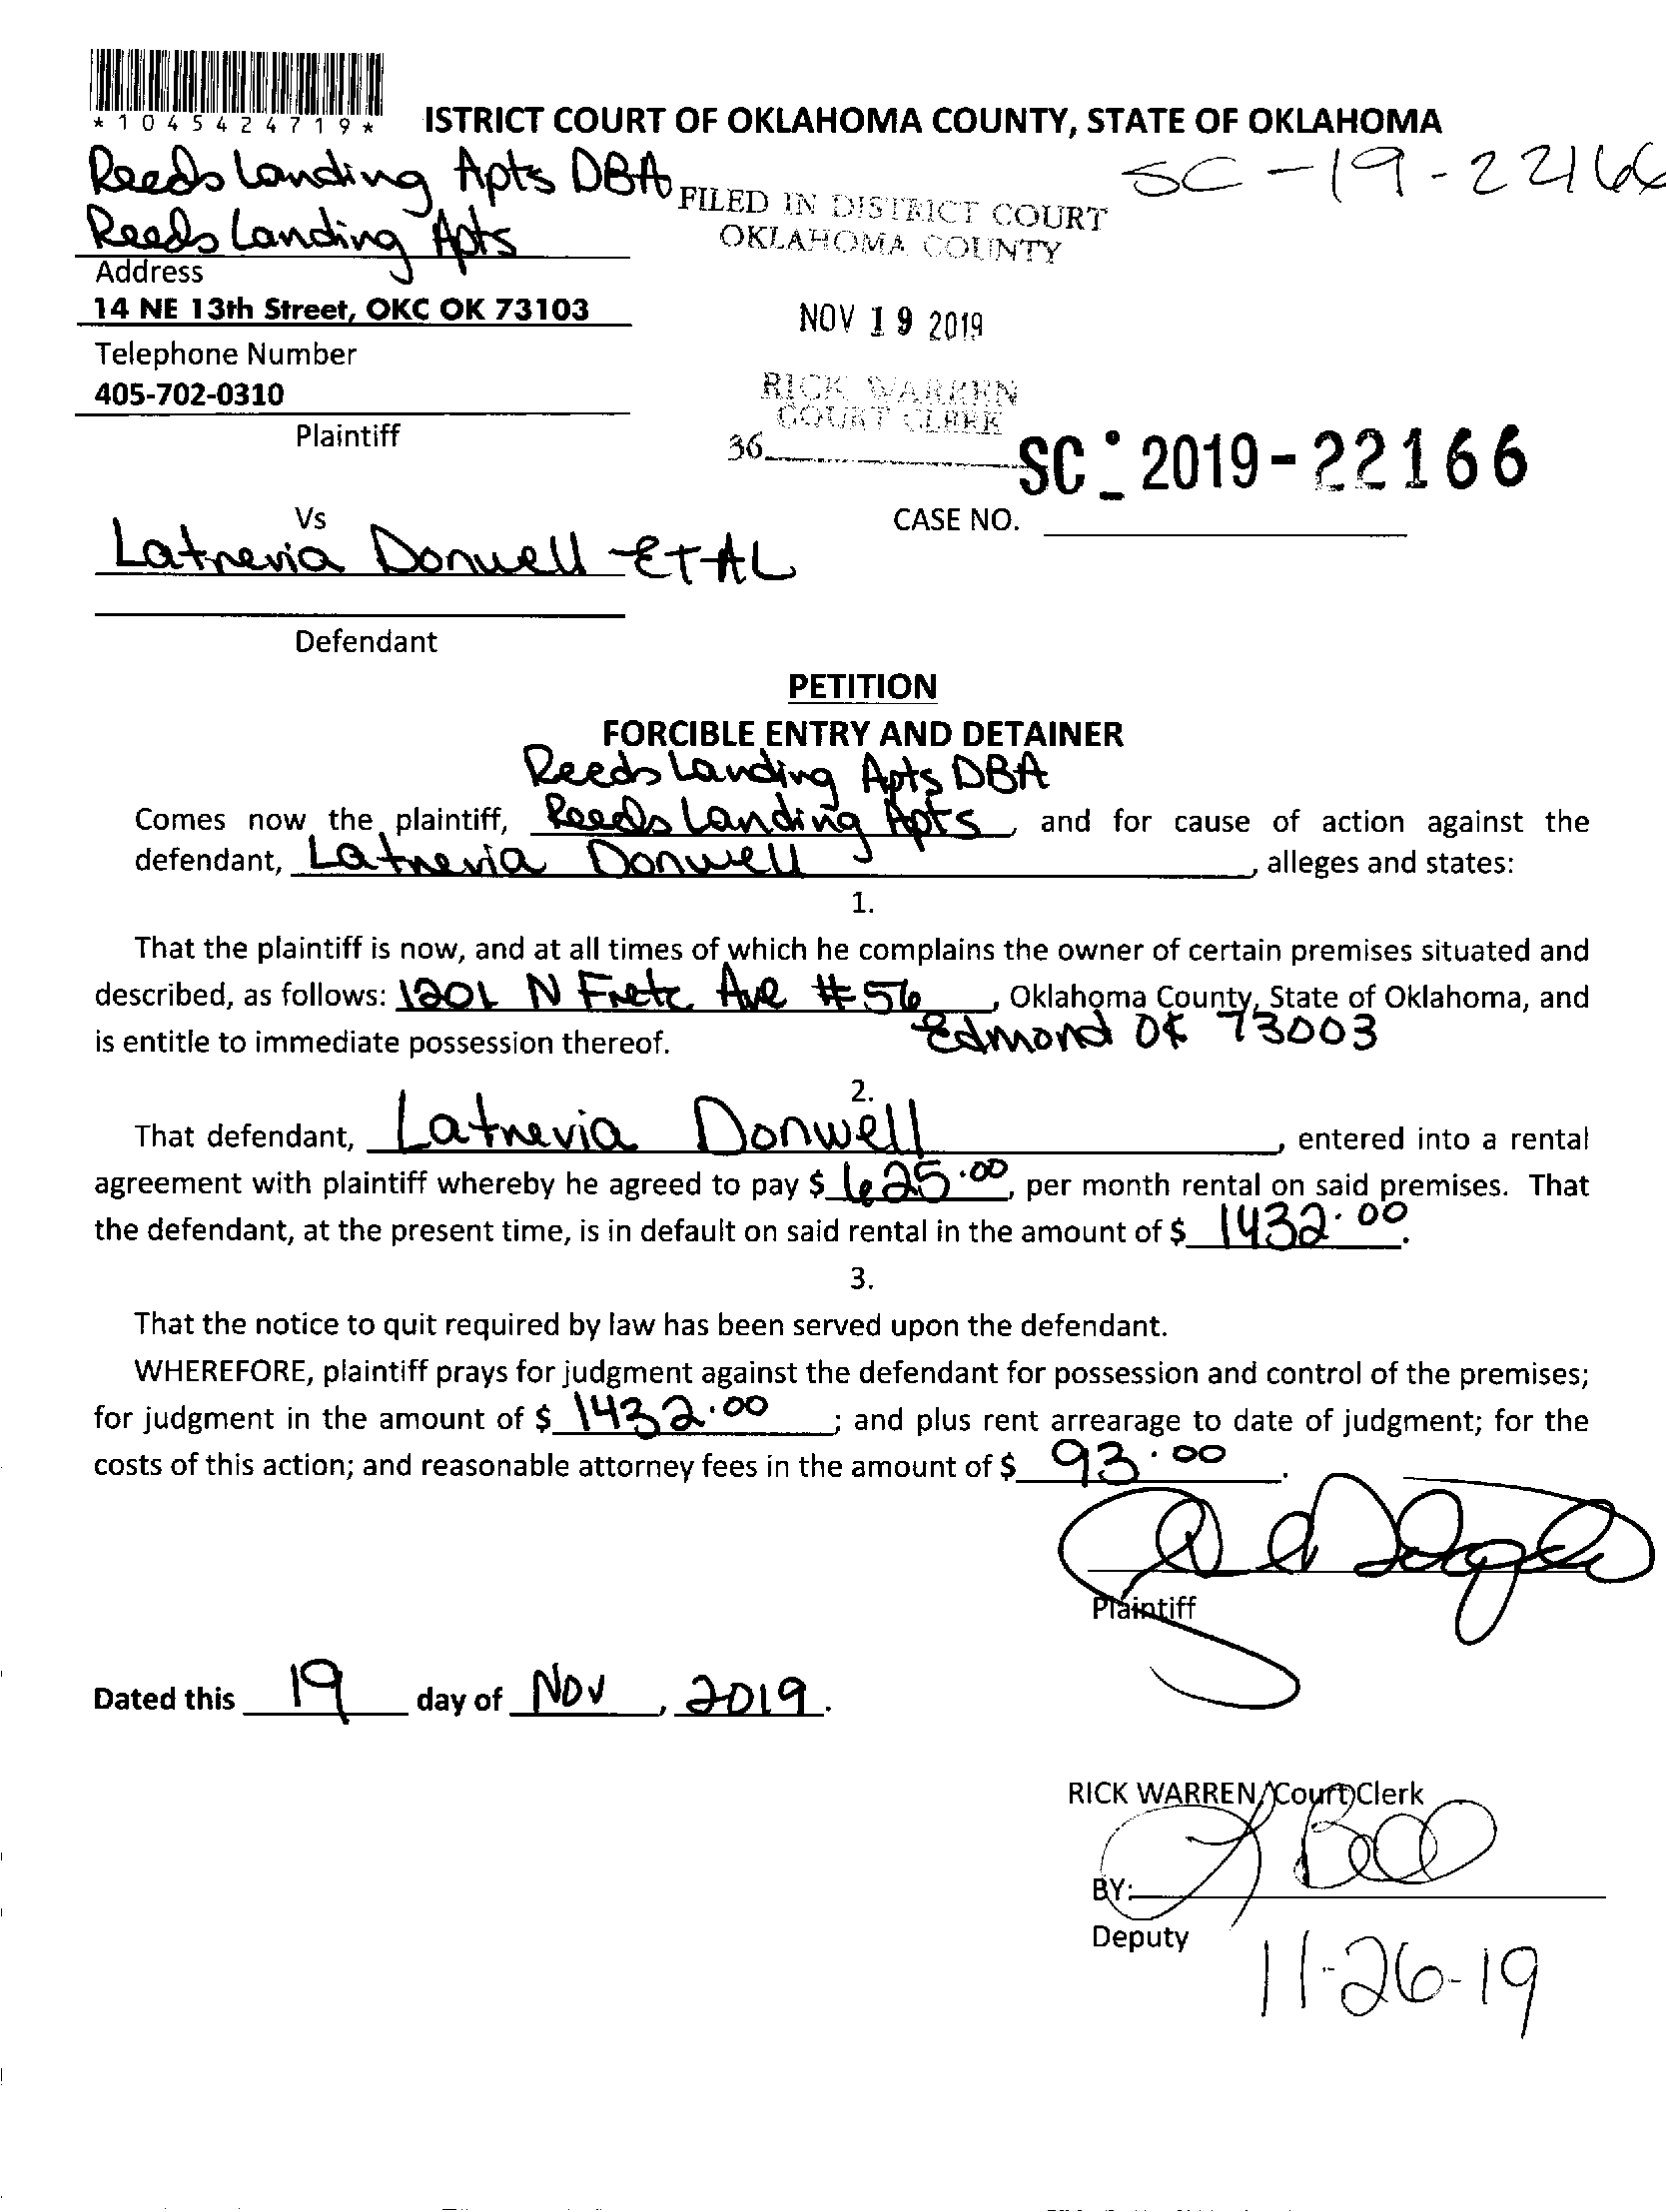 *1045424719*
ISTRICT COURT OF OKLAHOMA COUNTY, STATE OF OKLAHOMA
SC-19-22166
Reeds Landing Apts DBA
Reeds Landing Apts
FILED IN DISTRICT COURT
OKLAHOMA COUNTY
Address
14 NE 13th Street, OKC OK 73103
NOV 19 2019
Telephone Number
405-702-0310
RICK WARREN
COURT CLERK
Plaintiff
36
SC - 2019-22166
Vs
CASE NO.
Latrevia Donwell ET AL
Defendant
PETITION
FORCIBLE ENTRY AND DETAINER
Reeds Landing Apts DBA
Comes now the plaintiff, Reeds Landing Apts, and for cause of action against the
defendant, Latrevia Donwell, alleges and states:
1.
That the plaintiff is now, and at all times of which he complains the owner of certain premises situated and
described, as follows: 1201 N Fretz Ave #56, Oklahoma County, State of Oklahoma, and
Edmond OK 73003
is entitle to immediate possession thereof.
2.
That defendant, Latrevia Donwell, entered into a rental
agreement with plaintiff whereby he agreed to pay $ 625.00, per month rental on said premises. That
the defendant, at the present time, is in default on said rental in the amount of $ 1432.00.
3.
That the notice to quit required by law has been served upon the defendant.
WHEREFORE, plaintiff prays for judgment against the defendant for possession and control of the premises;
for judgment in the amount of $ 1432.00; and plus rent arrearage to date of judgment; for the
costs of this action; and reasonable attorney fees in the amount of $ 93.00.
Plaintiff
Dated this 19 day of Nov, 2019.
RICK WARREN, Court Clerk
BY:
Deputy
11-26-19